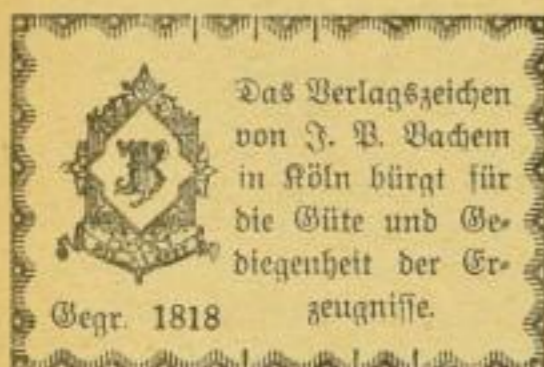 Das Verlagszeichen
von J. P. Bachem
in Köln bürgt für
die Güte und Ge-
diegenheit der Er-
zeugnisse.
Gegr. 1818